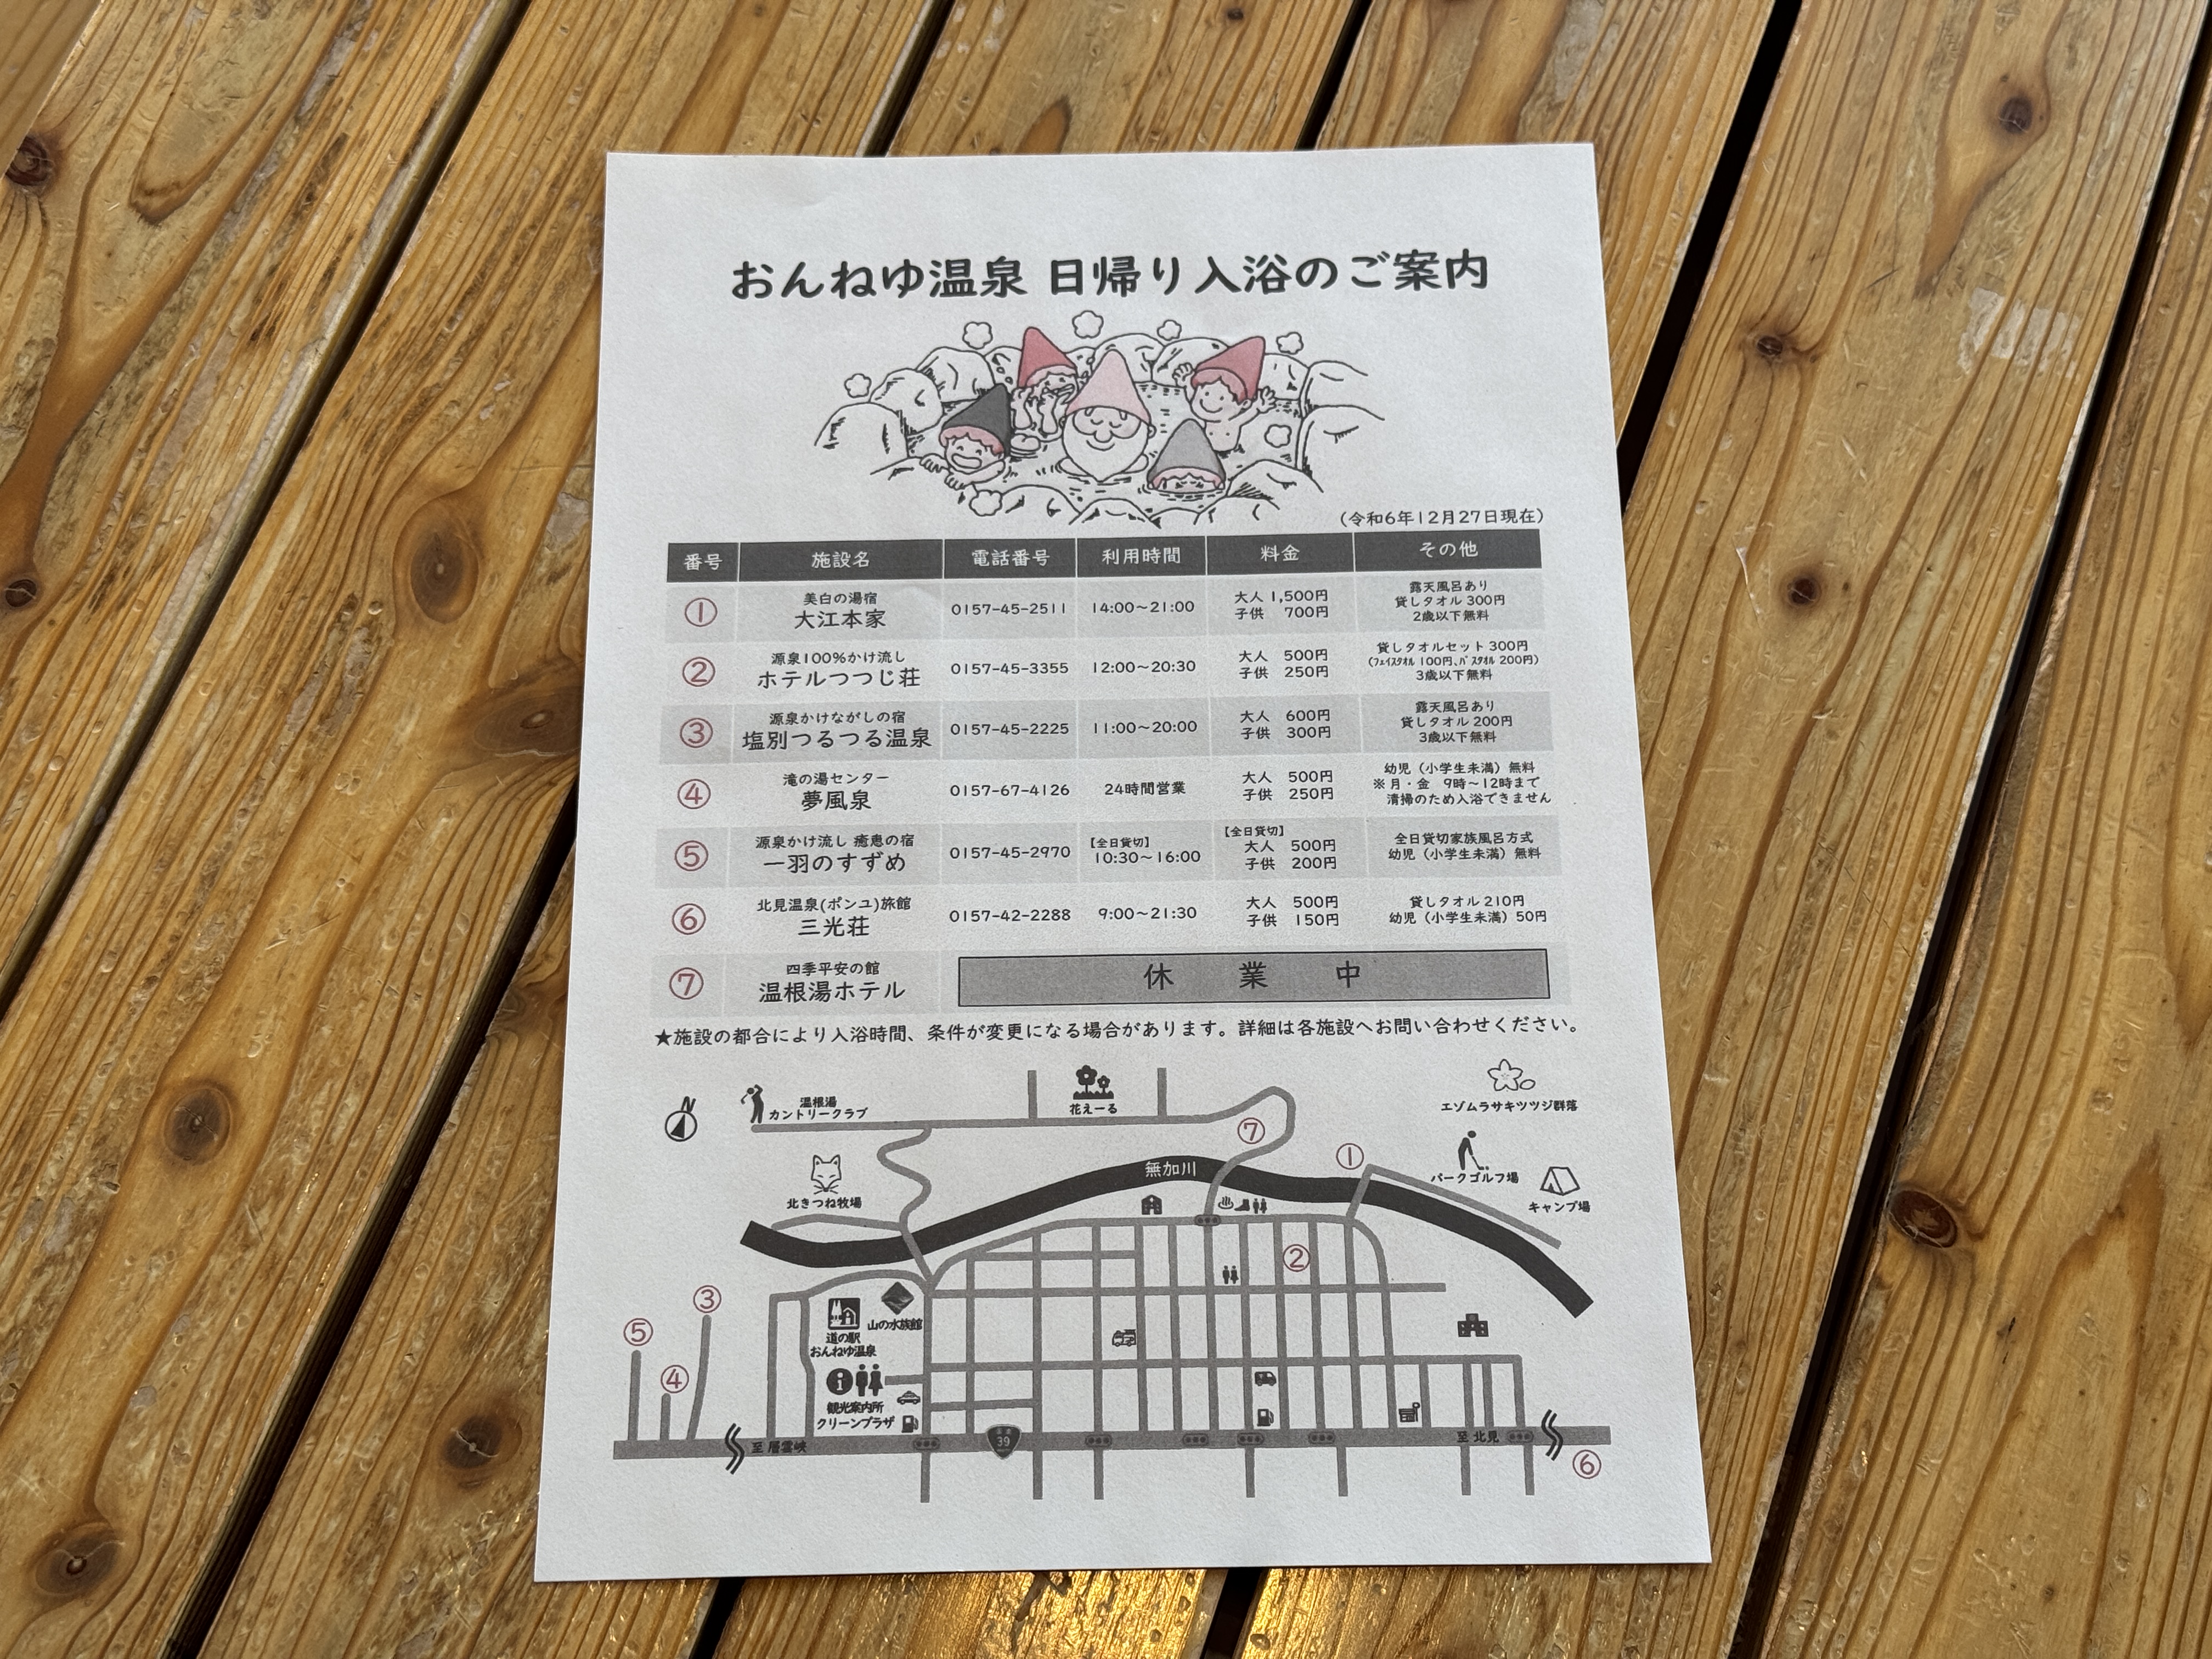 おんねゆ温泉 日帰り入浴のご案内
(令和6年12月27日現在)
番号 施設名 電話番号 利用時間 料金 その他
① 美白の湯宿 大江本家 0157-45-2511 14:00～21:00 大人 1,500円 子供 700円 露天風呂あり 貸しタオル 300円 2歳以下無料
② 源泉100%かけ流し ホテルつつじ荘 0157-45-3355 12:00～20:30 大人 500円 子供 250円 貸しタオルセット 300円 (ﾌｪｲｽﾀｵﾙ 100円、ﾊﾞｽﾀｵﾙ 200円) 3歳以下無料
③ 源泉かけながしの宿 塩別つるつる温泉 0157-45-2225 11:00～20:00 大人 600円 子供 300円 露天風呂あり 貸しタオル 200円 3歳以下無料
④ 滝の湯センター 夢風泉 0157-67-4126 24時間営業 大人 500円 子供 250円 幼児（小学生未満）無料 ※月・金 9時～12時まで 清掃のため入浴できません
⑤ 源泉かけ流し 癒恵の宿 一羽のすずめ 0157-45-2970 【全日貸切】 10:30～16:00 【全日貸切】 大人 500円 子供 200円 全日貸切家族風呂方式 幼児（小学生未満）無料
⑥ 北見温泉(ポンユ)旅館 三光荘 0157-42-2288 9:00～21:30 大人 500円 子供 150円 貸しタオル 210円 幼児（小学生未満）50円
⑦ 四季平安の館 温根湯ホテル 休業中
★施設の都合により入浴時間、条件が変更になる場合があります。詳細は各施設へお問い合わせください。
N
温根湯
カントリークラブ
花えーる
エゾムラサキツツジ群落
⑦
①
無加川
パークゴルフ場
キャンプ場
北きつね牧場
②
③
⑤
④
山の水族館
道の駅
おんねゆ温泉
i
観光案内所
クリーンプラザ
至 層雲峡
39
至 北見
⑥